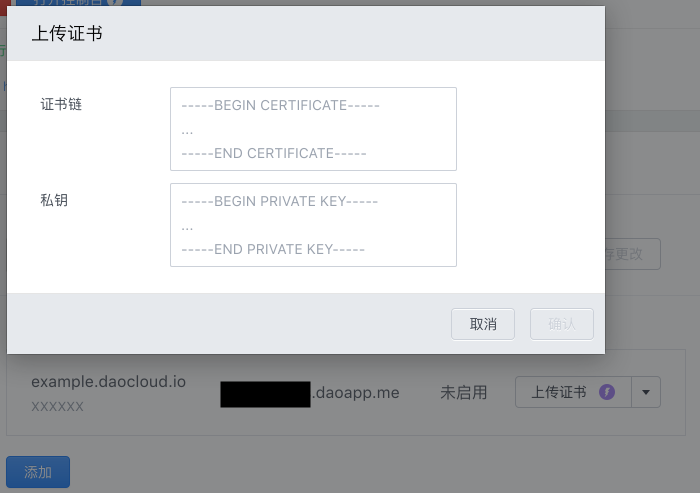 上传证书
证书链
-----BEGIN CERTIFICATE-----
...
-----END CERTIFICATE-----
私钥
-----BEGIN PRIVATE KEY-----
...
-----END PRIVATE KEY-----
存更改
取消
确认
example.daocloud.io
.daoapp.me
未启用
上传证书
XXXXXX
添加